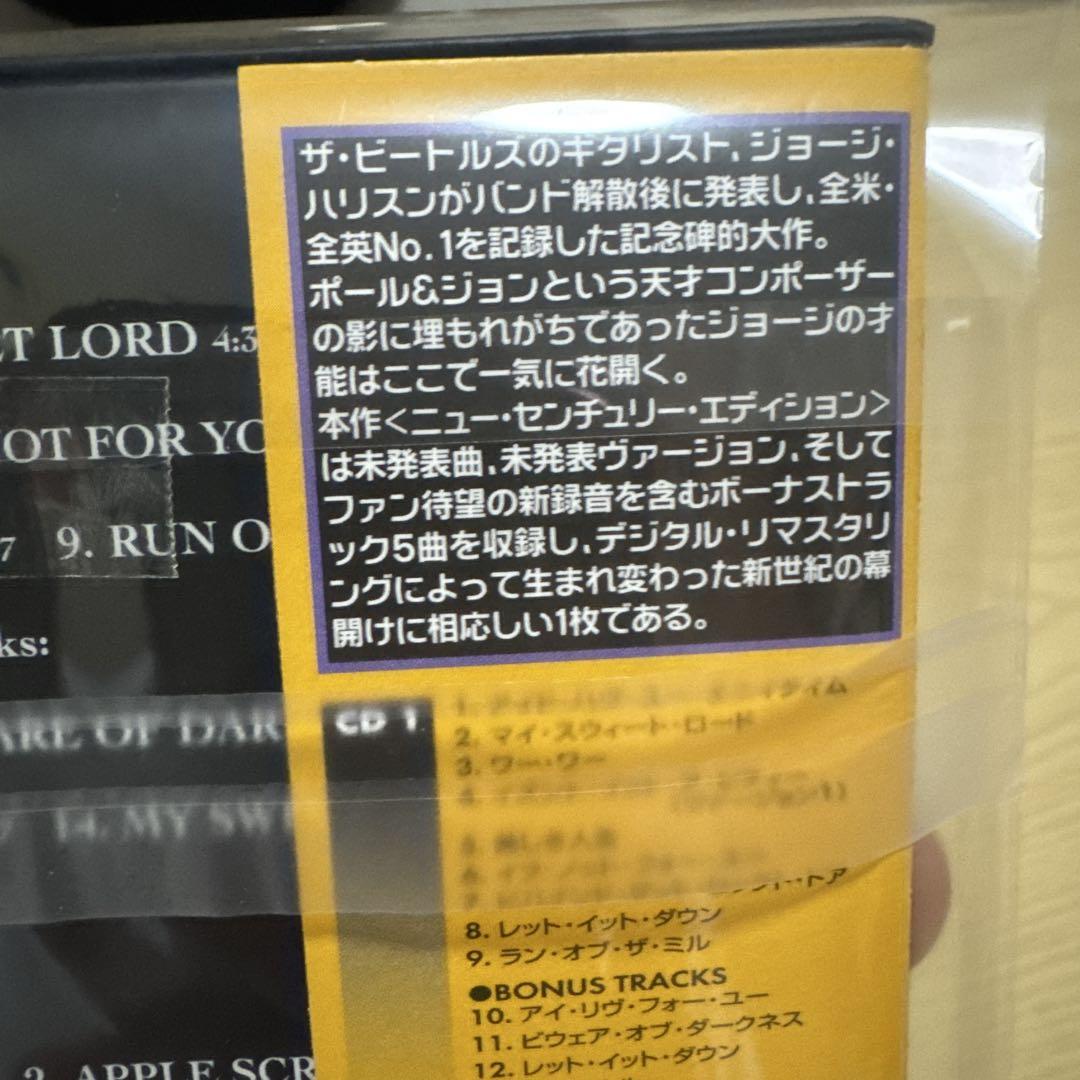 ザ・ビートルズのギタリスト、ジョージ・
ハリスンがバンド解散後に発表し、全米・
全英No.1を記録した記念碑的大作。
ポール&ジョンという天才コンポーザー
の影に埋もれがちであったジョージの才
能はここで一気に花開く。
本作<ニュー・センチュリー・エディション>
は未発表曲、未発表ヴァージョン、そして
ファン待望の新録音を含むボーナストラ
ック5曲を収録し、デジタル・リマスタリ
ングによって生まれ変わった新世紀の幕
開けに相応しい1枚である。
CD 1
2. マイ・スウィート・ロード
3. ワー・ワー
8. レット・イット・ダウン
9. ラン・オブ・ザ・ミル
●BONUS TRACKS
10. アイ・リヴ・フォー・ユー
11. ビウェア・オブ・ダークネス
12. レット・イット・ダウン
ET LORD 4:3
NOT FOR YO
7 9. RUN O
ks:
ARE OF DAR
14. MY SWE
2. APPLE SCR